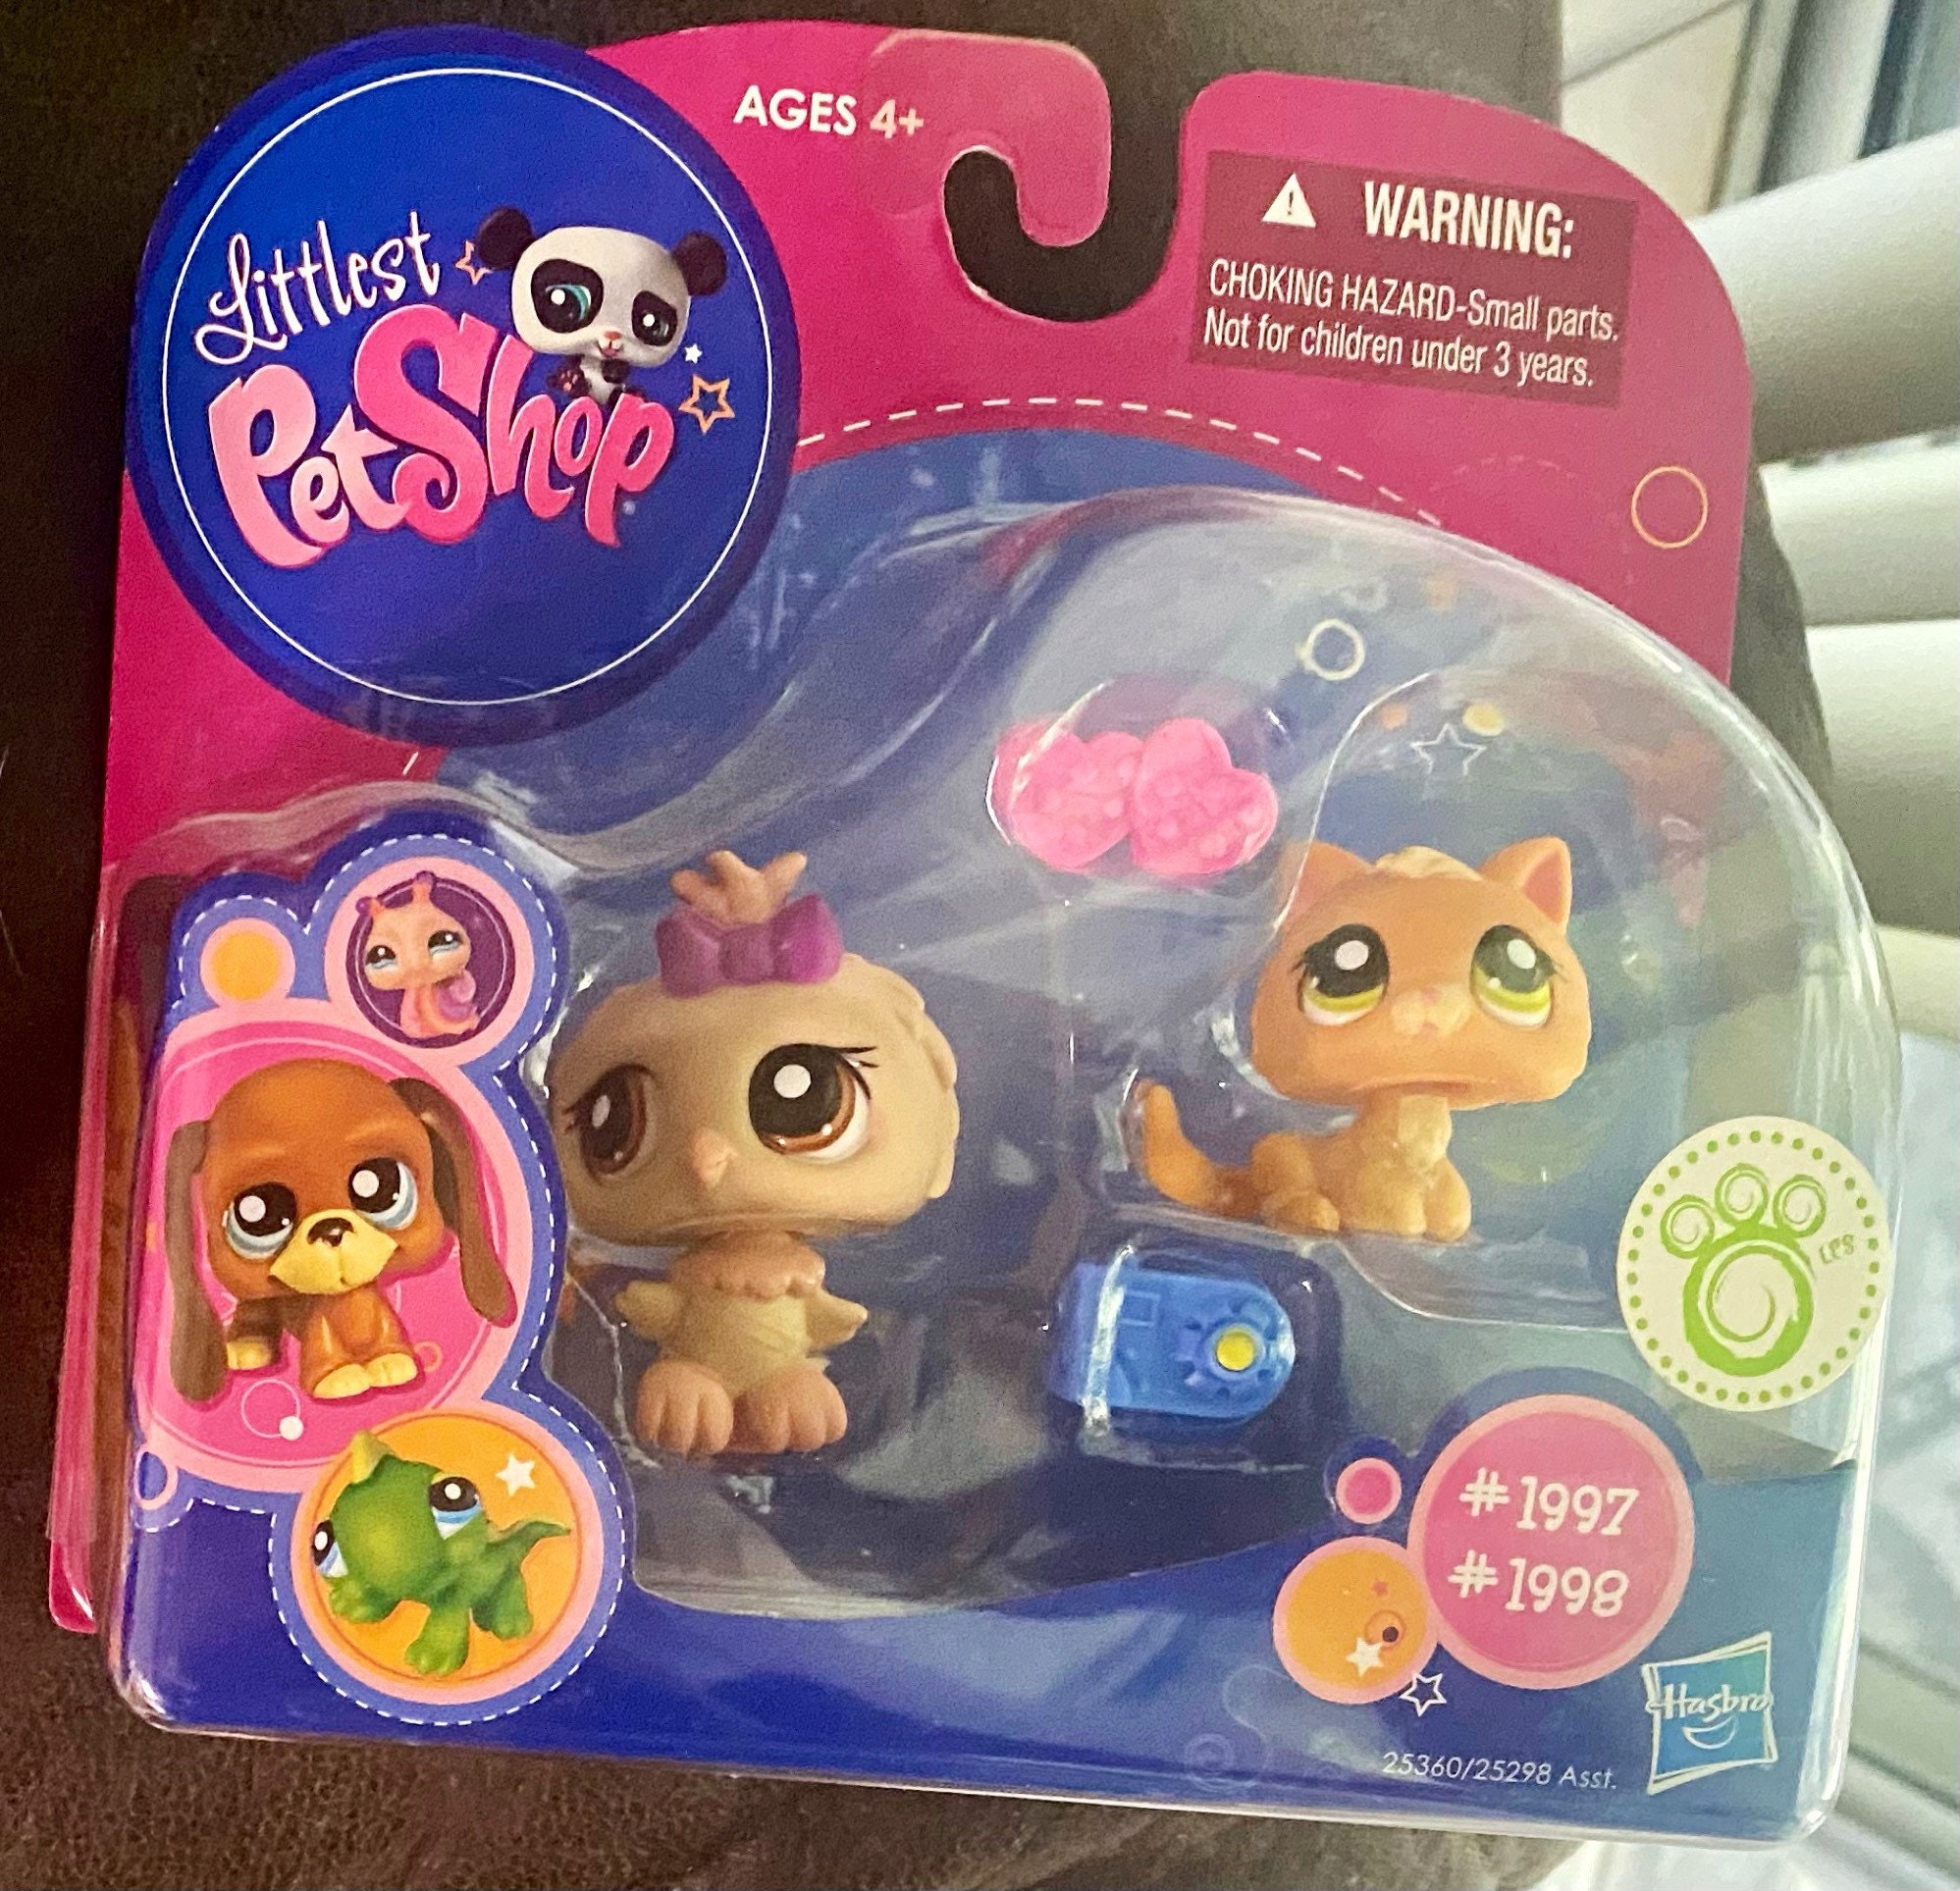 AGES 4+
Littlest
PetShop
WARNING:
CHOKING HAZARD-Small parts.
Not for children under 3 years.
LPS
#1997
#1998
Hasbro
25360/25298 Asst.